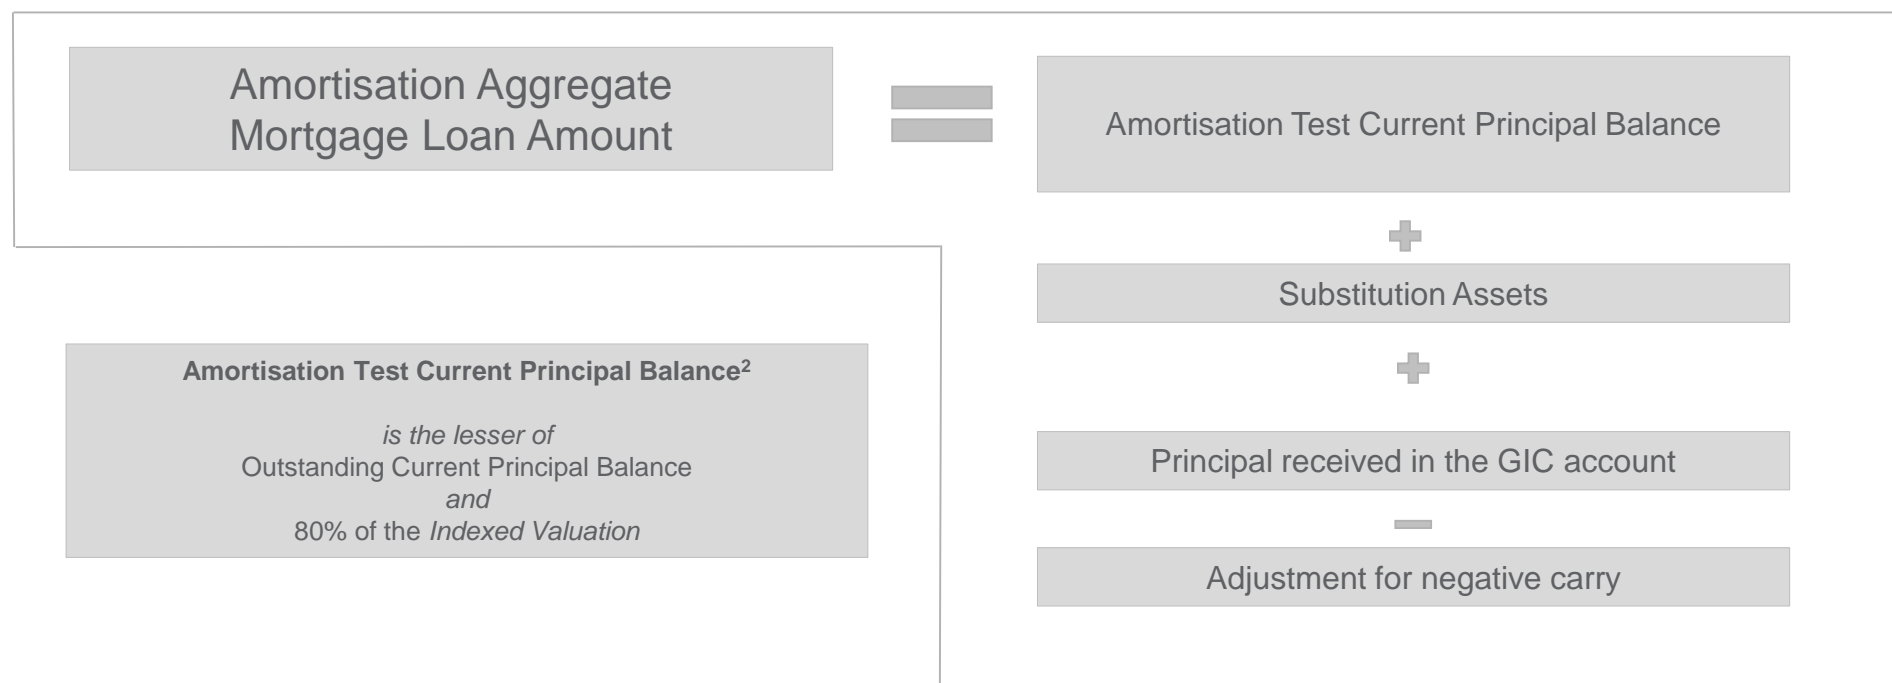 Amortisation Aggregate
Mortgage Loan Amount
Amortisation Test Current Principal Balance
Substitution Assets
Principal received in the GIC account
Adjustment for negative carry
Amortisation Test Current Principal Balance²
is the lesser of
Outstanding Current Principal Balance
and
80% of the Indexed Valuation